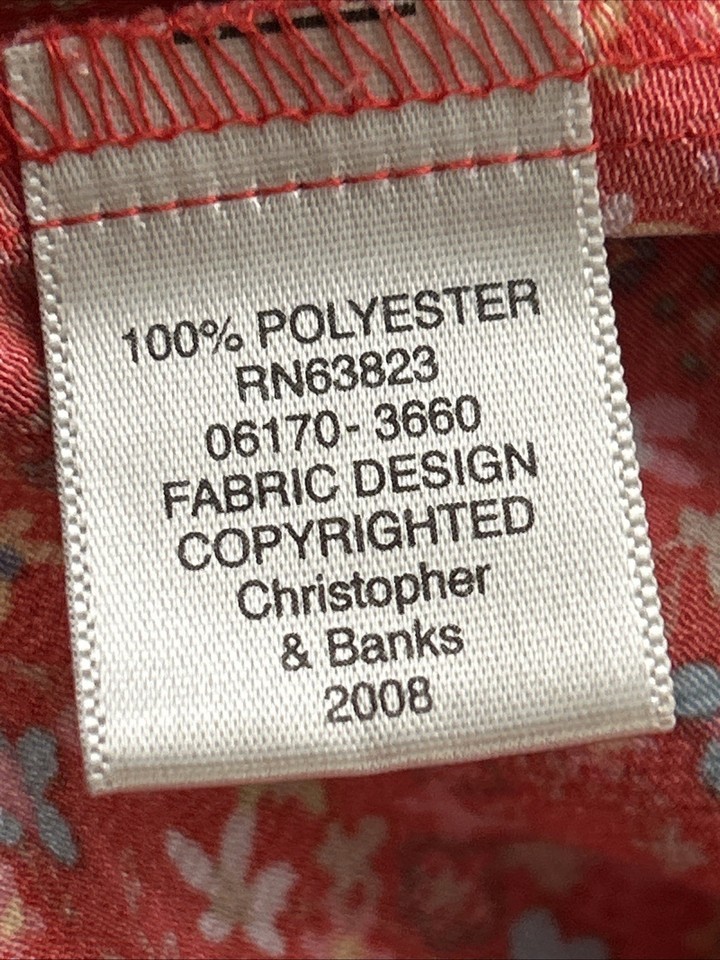 100% POLYESTER
RN63823
06170- 3660
FABRIC DESIGN
COPYRIGHTED
Christopher
& Banks
2008